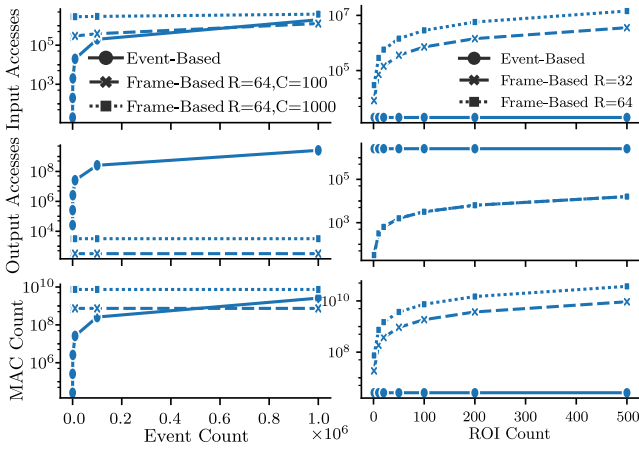 Input Accesses
10^5
10^3
Event-Based
Frame-Based R=64,C=100
Frame-Based R=64,C=1000
10^7
10^5
Event-Based
Frame-Based R=32
Frame-Based R=64
Output Accesses
10^8
10^6
10^4
10^5
10^3
MAC Count
10^10
10^8
10^6
10^10
10^8
0.0 0.2 0.4 0.6 0.8 1.0
Event Count
×10^6
0 100 200 300 400 500
ROI Count